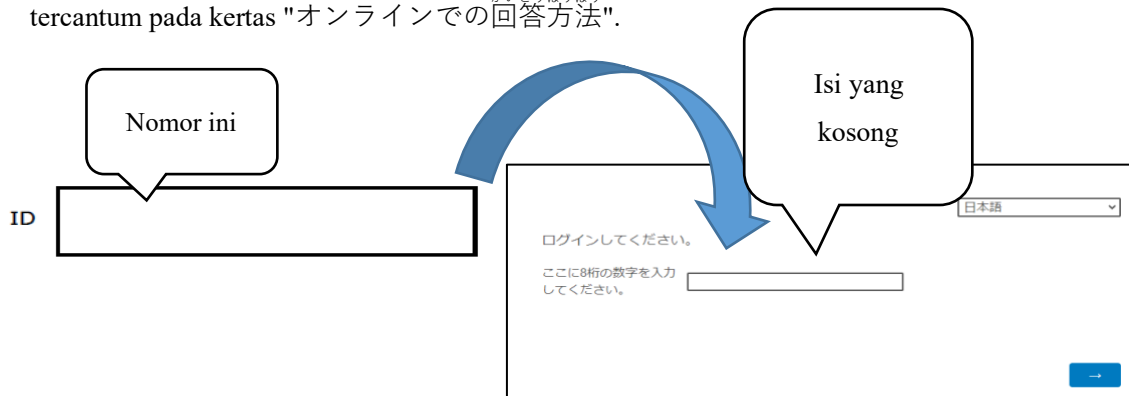 tercantum pada kertas "オンラインでの回答方法".
Nomor ini
Isi yang
kosong
ID
日本語
ログインしてください。
ここに8桁の数字を入力
してください。
→